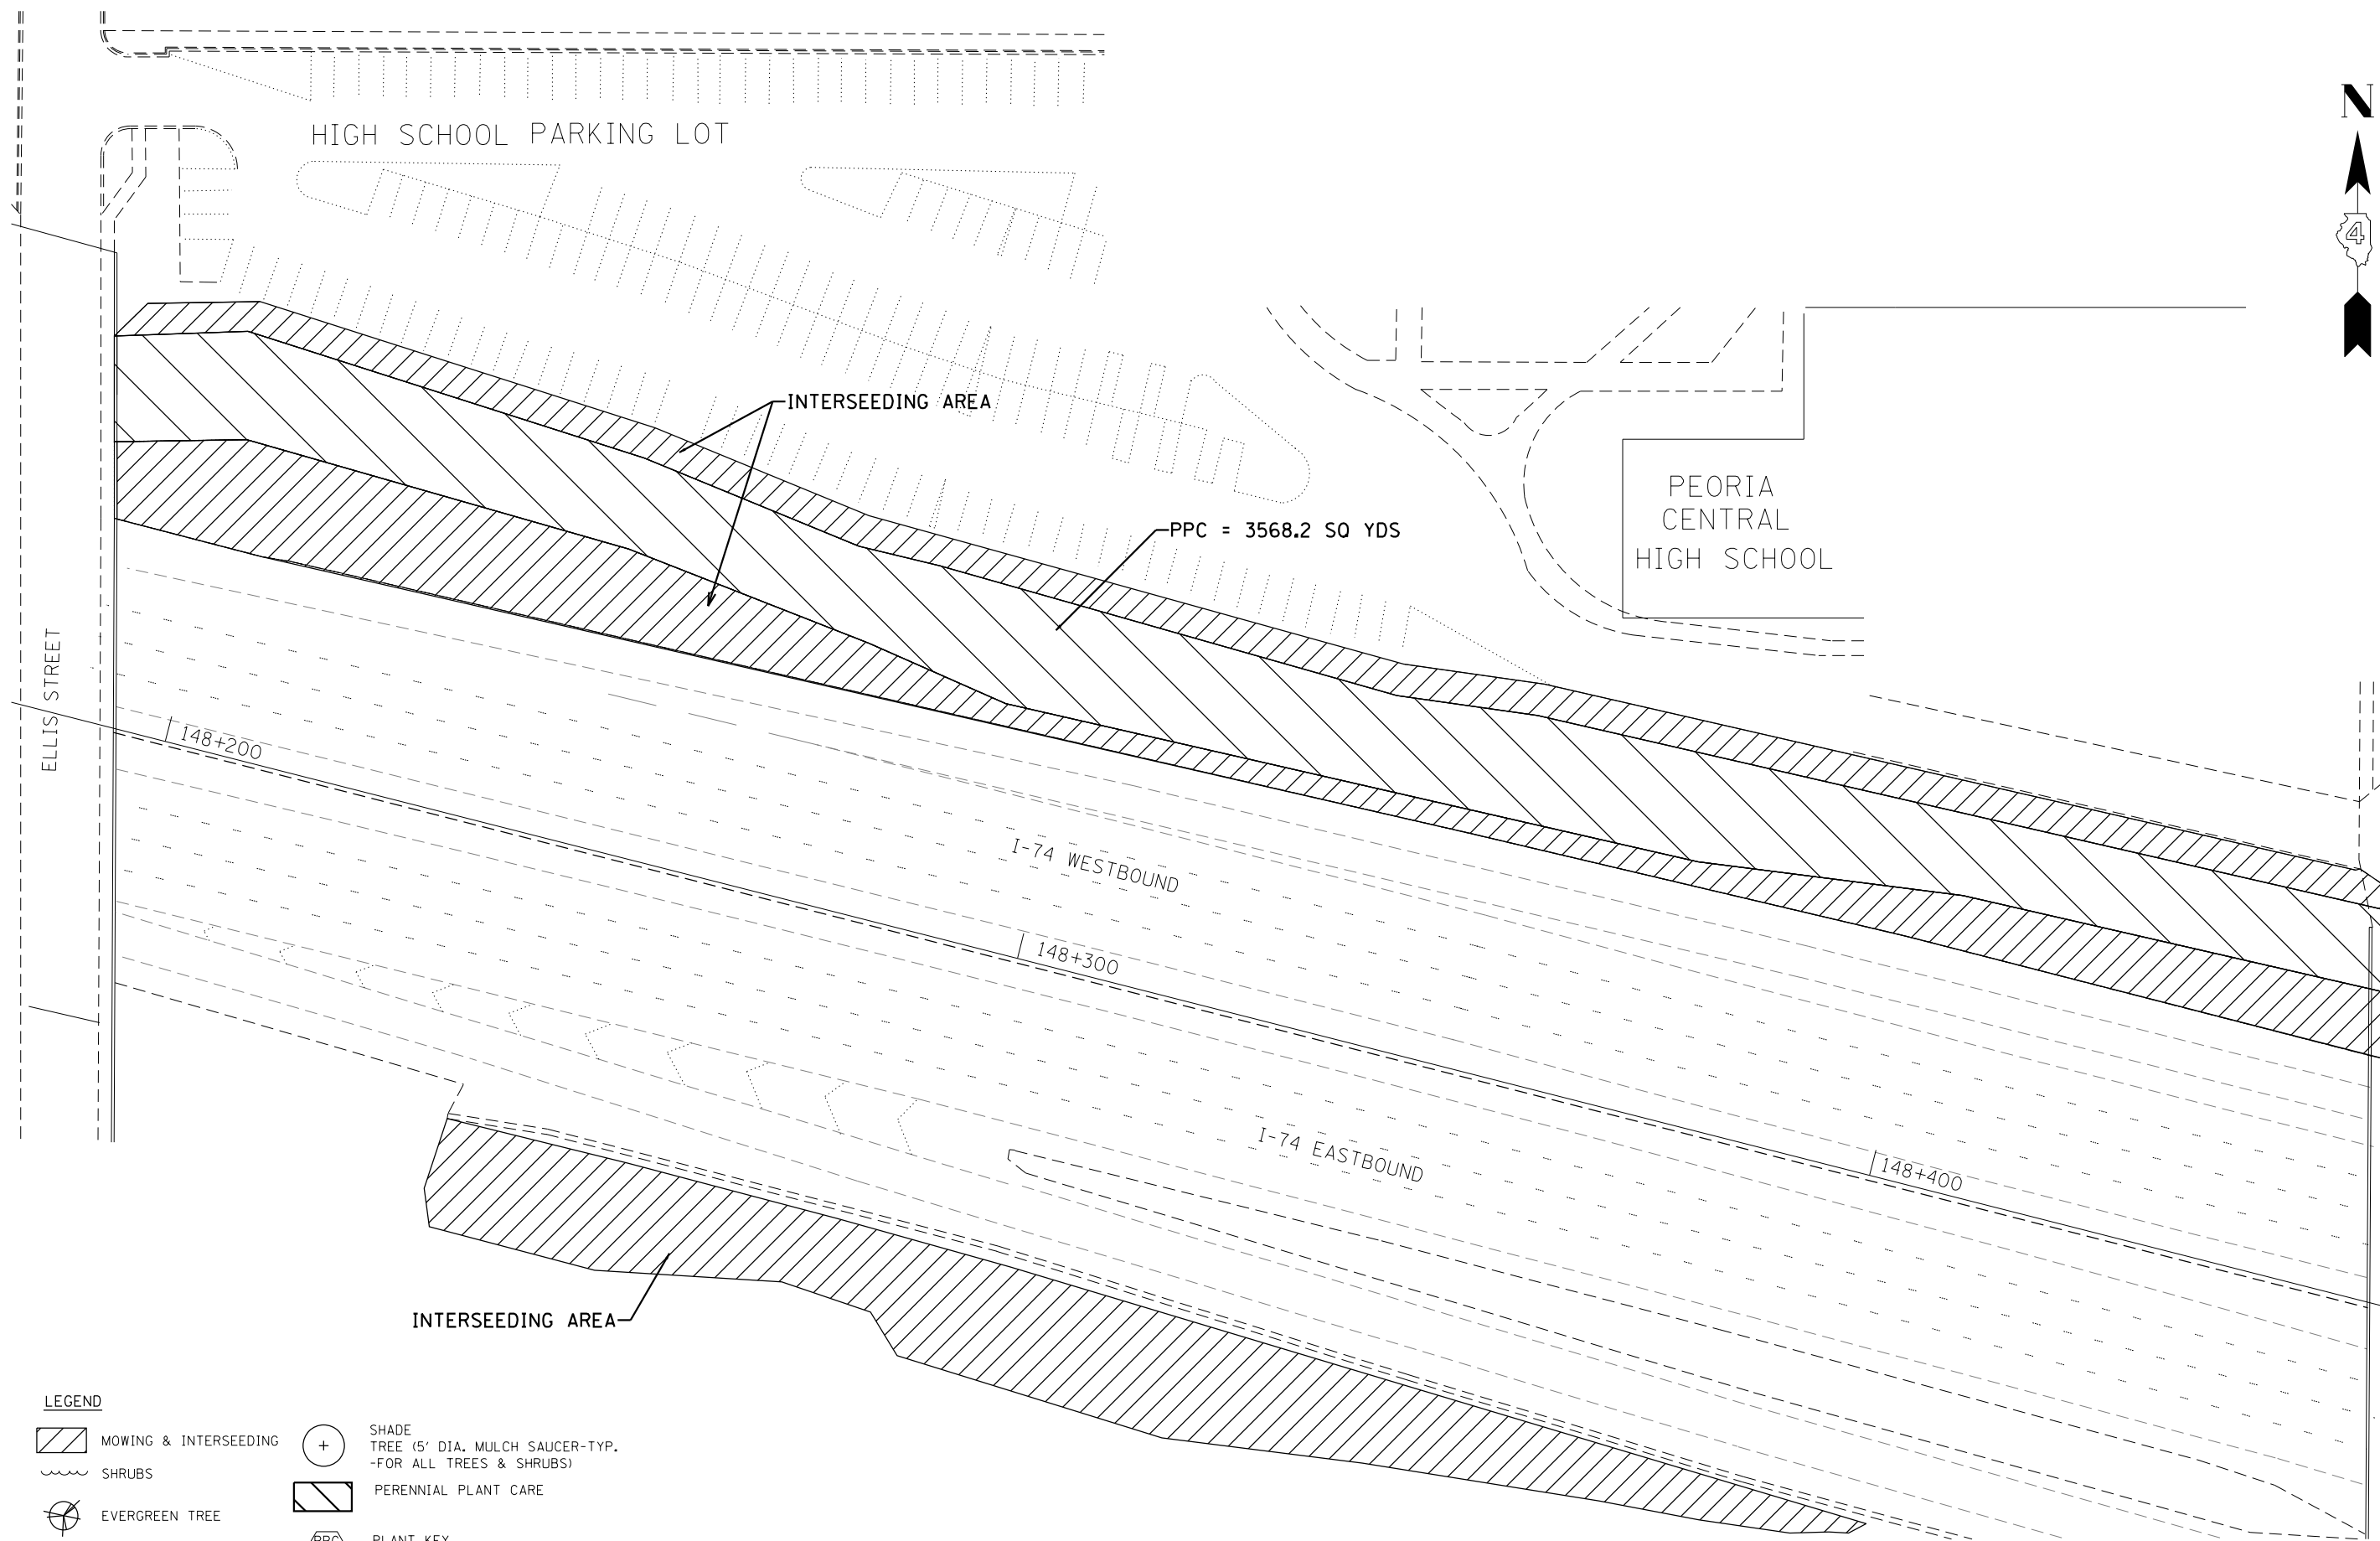 N
HIGH SCHOOL PARKING LOT
4
INTERSEEDING AREA
PEORIA
CENTRAL
HIGH SCHOOL
PPC = 3568.2 SQ YDS
ELLIS STREET
148+200
I-74 WESTBOUND
148+300
I-74 EASTBOUND
148+400
INTERSEEDING AREA
LEGEND
MOWING & INTERSEEDING
SHRUBS
EVERGREEN TREE
SHADE
TREE (5' DIA. MULCH SAUCER-TYP.
-FOR ALL TREES & SHRUBS)
PERENNIAL PLANT CARE
PPC
PLANT KEY